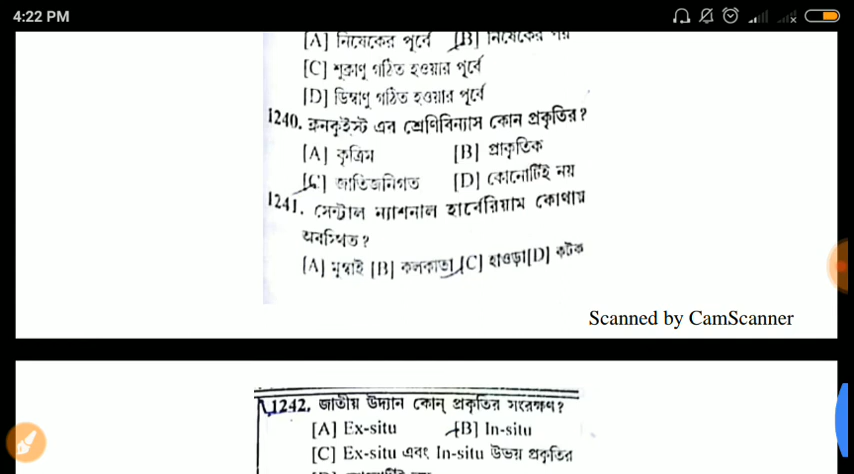 4:22 PM
[A] নিষেকের পূর্বে [B] নিষেকের পর
[C] শুক্রাণু গঠিত হওয়ার পূর্বে
[D] ডিম্বাণু গঠিত হওয়ার পূর্বে
1240. ক্রনকুইস্ট এব শ্রেণিবিন্যাস কোন প্রকৃতির?
[A] কৃত্রিম [B] প্রাকৃতিক
[C] জাতিজনিগত [D] কোনোটিই নয়
1241. সেন্ট্রাল ন্যাশনাল হার্বেরিয়াম কোথায়
অবস্থিত?
[A] মুম্বাই [B] কলকাতা [C] হাওড়া [D] কটক
Scanned by CamScanner
1242. জাতীয় উদ্যান কোন্ প্রকৃতির সংরক্ষণ?
[A] Ex-situ [B] In-situ
[C] Ex-situ এবং In-situ উভয় প্রকৃতির